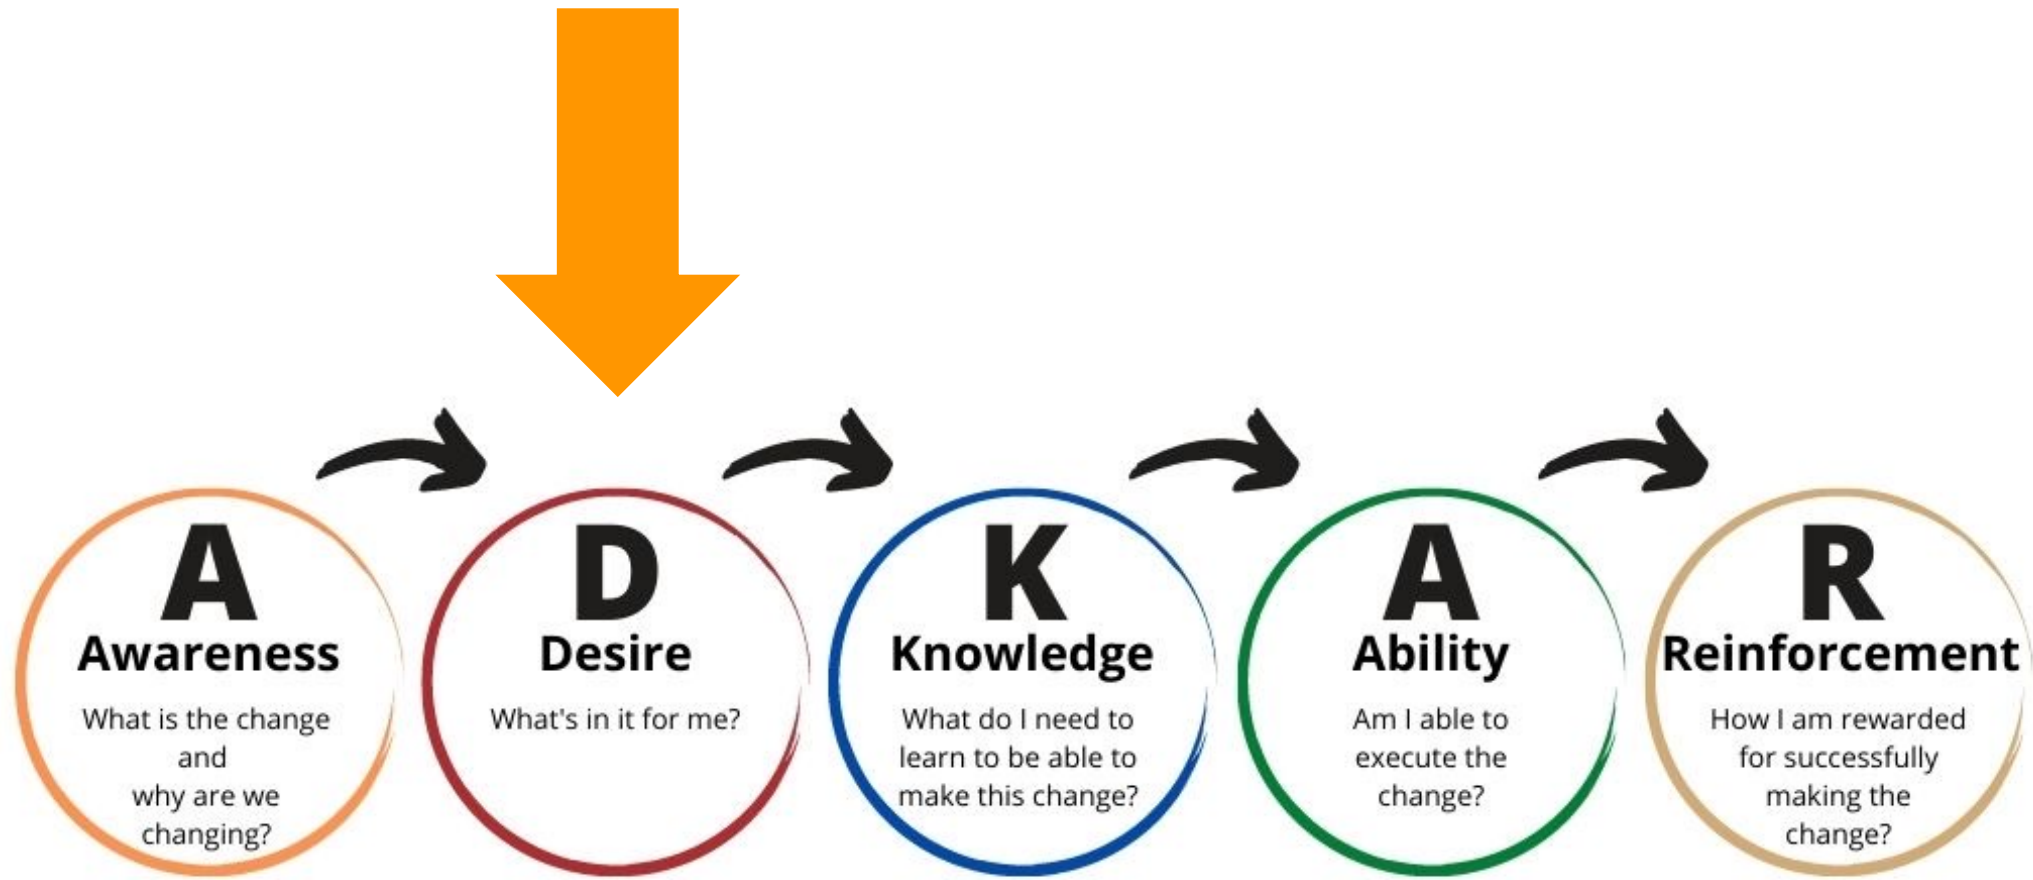 A
Awareness
What is the change
and
why are we
changing?
D
Desire
What's in it for me?
K
Knowledge
What do I need to
learn to be able to
make this change?
A
Ability
Am I able to
execute the
change?
R
Reinforcement
How I am rewarded
for successfully
making the
change?